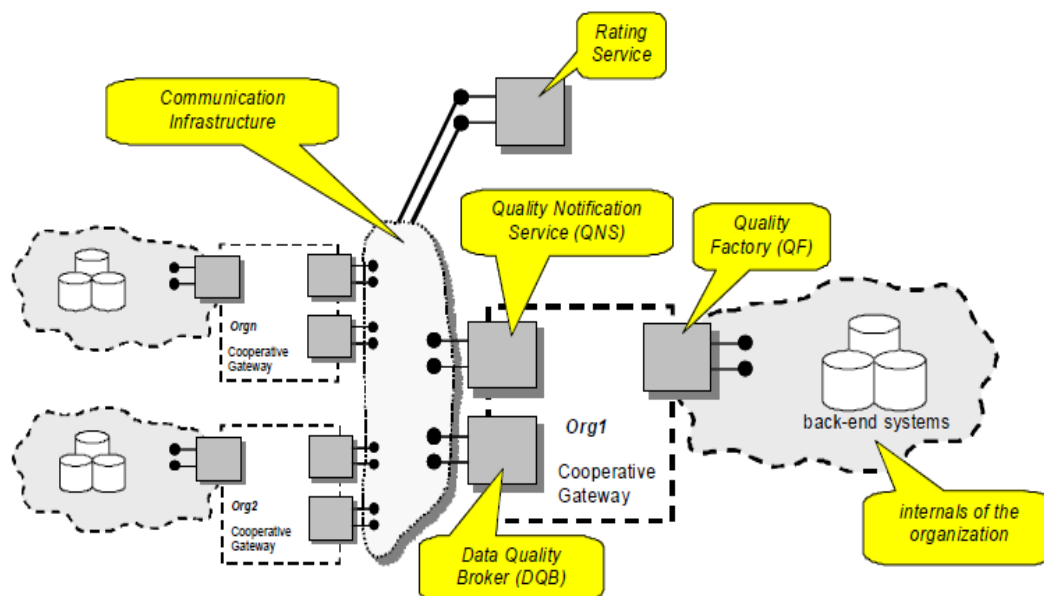 Rating
Service
Communication
Infrastructure
Quality Notification
Service (QNS)
Quality
Factory (QF)
Orgn
Cooperative
Gateway
back-end systems
Org1
Cooperative
Gateway
Org2
Cooperative
Gateway
internals of the
organization
Data Quality
Broker (DQB)